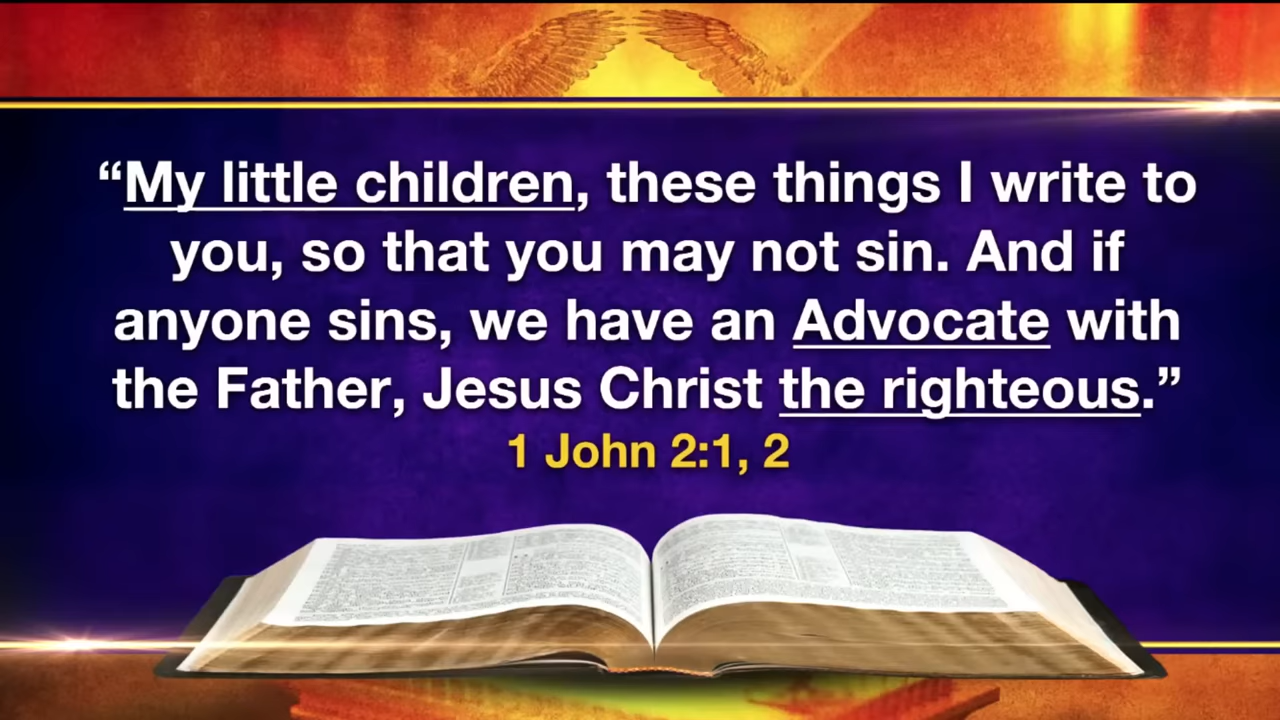 “My little children, these things I write to
you, so that you may not sin. And if
anyone sins, we have an Advocate with
the Father, Jesus Christ the righteous.”
1 John 2:1, 2